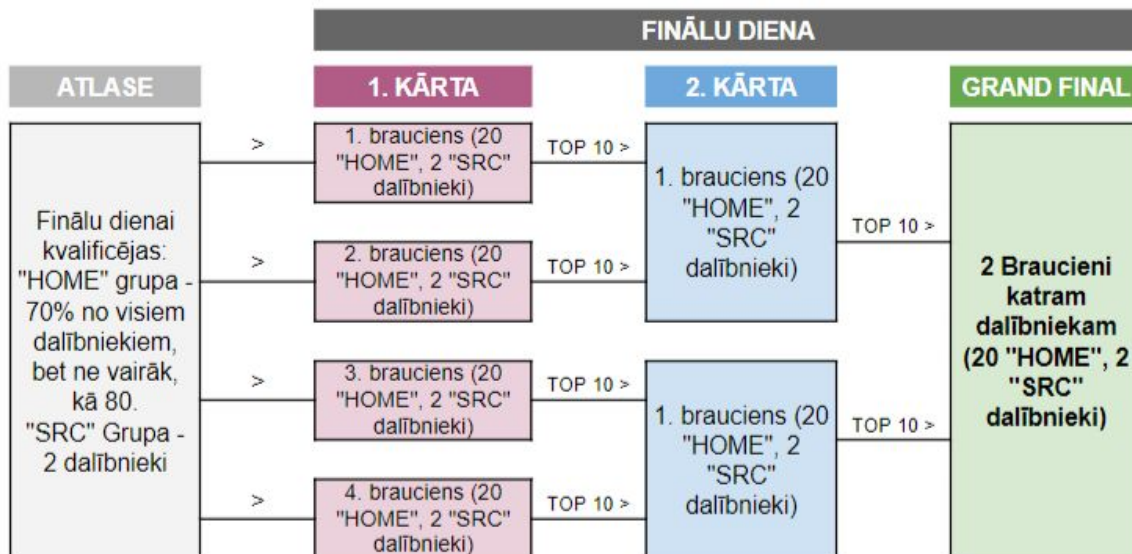 FINĀLU DIENA
ATLASE
1. KĀRTA
2. KĀRTA
GRAND FINAL
Finālu dienai
kvalificējas:
"HOME" grupa -
70% no visiem
dalībniekiem,
bet ne vairāk,
kā 80.
"SRC" Grupa -
2 dalībnieki
>
>
>
>
1. brauciens (20
"HOME", 2 "SRC"
dalībnieki)
2. brauciens (20
"HOME", 2 "SRC"
dalībnieki)
3. brauciens (20
"HOME", 2 "SRC"
dalībnieki)
4. brauciens (20
"HOME", 2 "SRC"
dalībnieki)
TOP 10 >
TOP 10 >
TOP 10 >
TOP 10 >
1. brauciens (20
"HOME", 2
"SRC"
dalībnieki)
1. brauciens (20
"HOME", 2
"SRC"
dalībnieki)
TOP 10 >
TOP 10 >
2 Braucieni
katram
dalībniekam
(20 "HOME", 2
"SRC"
dalībnieki)